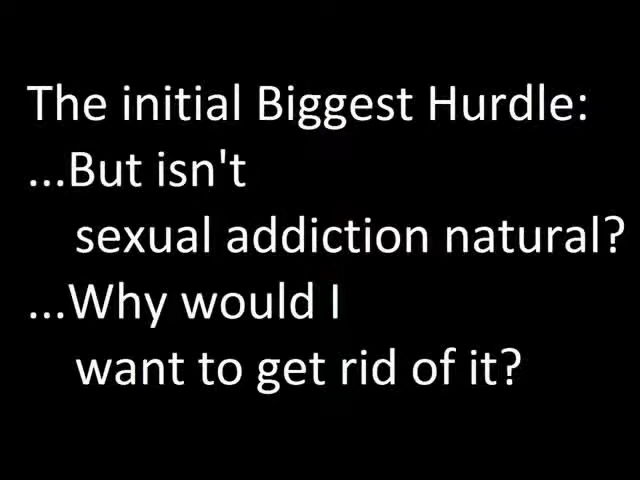 The initial Biggest Hurdle:
...But isn't
sexual addiction natural?
...Why would I
want to get rid of it?